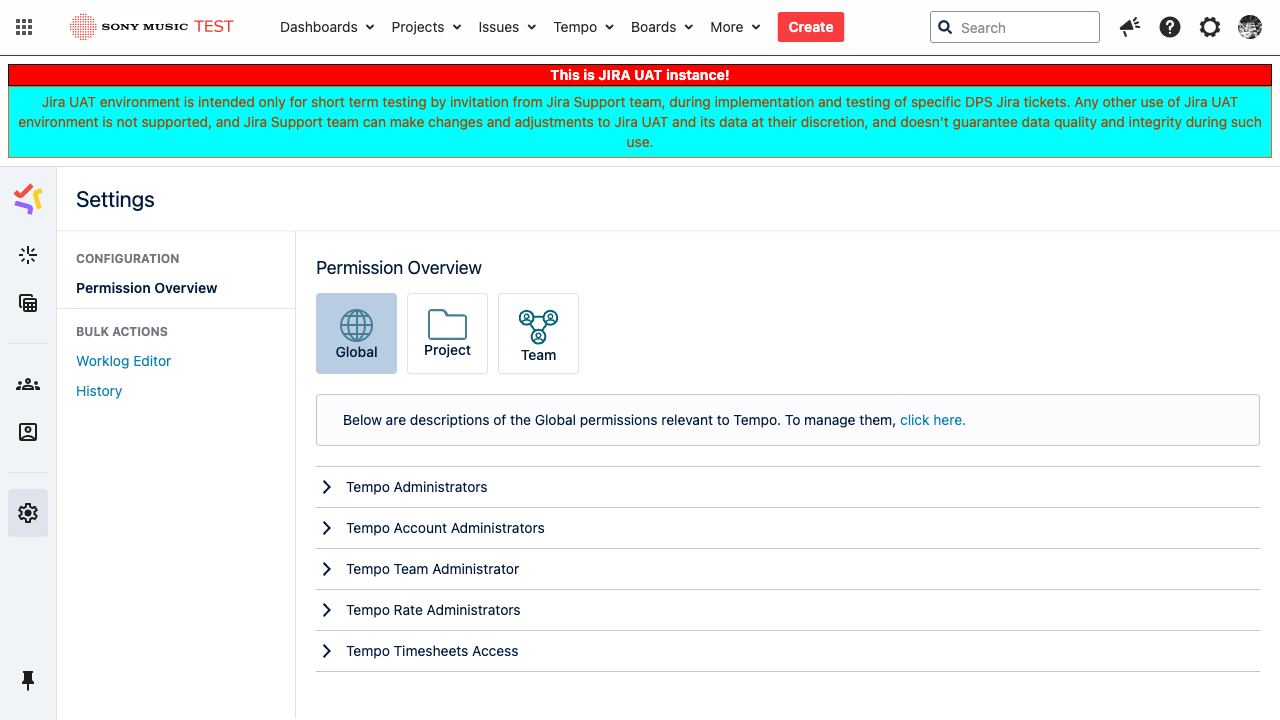 SONY MUSIC TEST
Dashboards Projects Issues Tempo Boards More Create Search
This is JIRA UAT instance!
Jira UAT environment is intended only for short term testing by invitation from Jira Support team, during implementation and testing of specific DPS Jira tickets. Any other use of Jira UAT
environment is not supported, and Jira Support team can make changes and adjustments to Jira UAT and its data at their discretion, and doesn't guarantee data quality and integrity during such
use.
Settings
CONFIGURATION
Permission Overview
BULK ACTIONS
Worklog Editor
History
Permission Overview
Global
Project
Team
Below are descriptions of the Global permissions relevant to Tempo. To manage them, click here.
Tempo Administrators
Tempo Account Administrators
Tempo Team Administrator
Tempo Rate Administrators
Tempo Timesheets Access